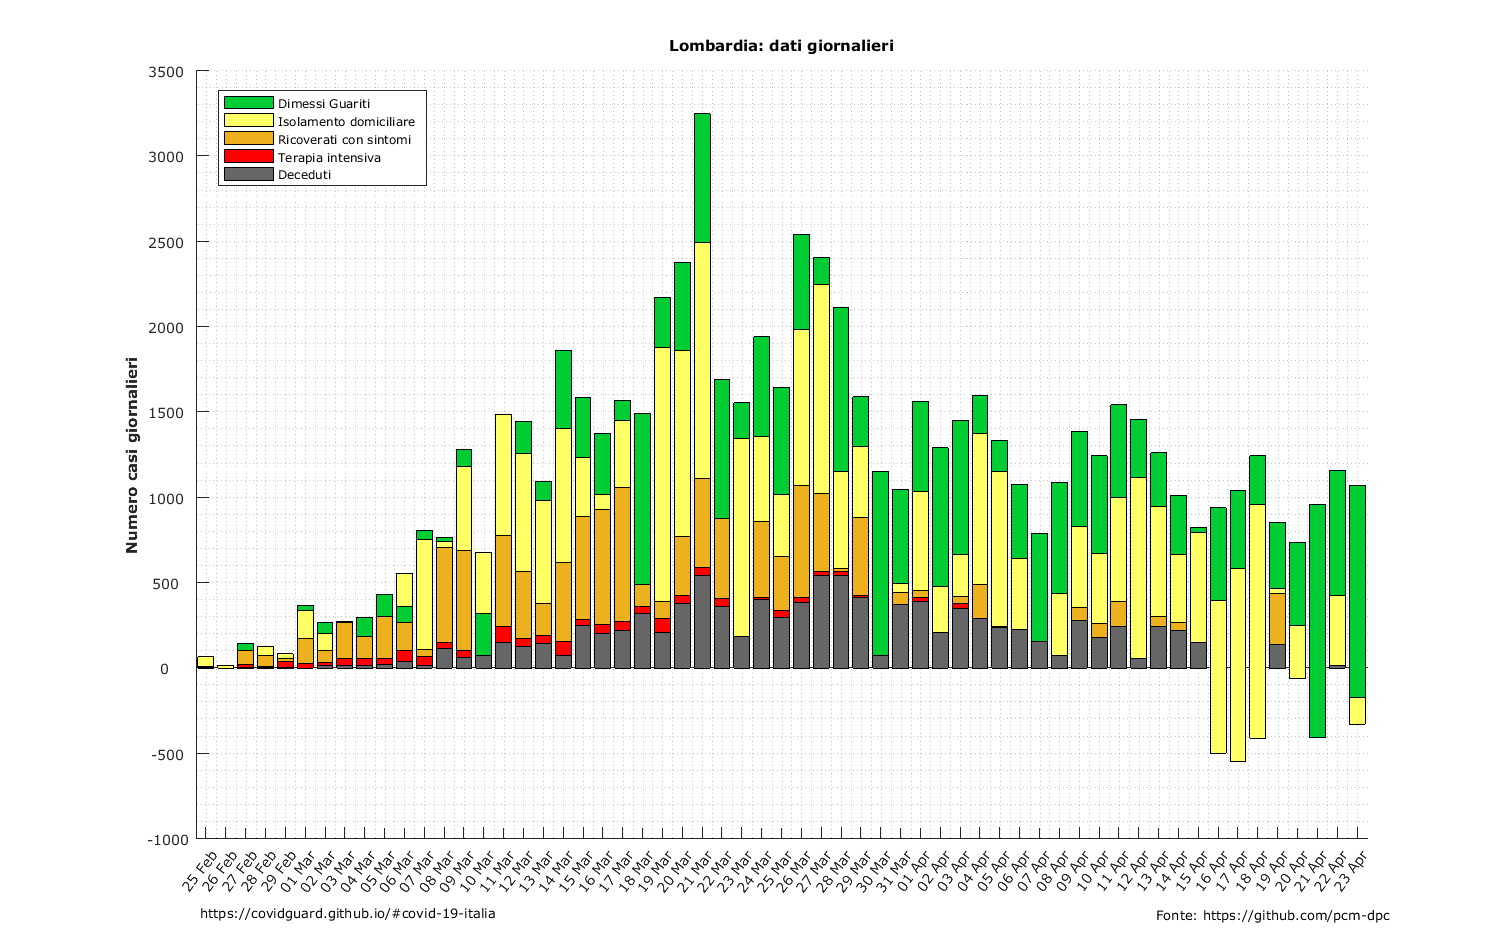 Lombardia: dati giornalieri
3500
3000
2500
2000
1500
1000
500
0
-500
-1000
Numero casi giornalieri
Dimessi Guariti
Isolamento domiciliare
Ricoverati con sintomi
Terapia intensiva
Deceduti
25 Feb
26 Feb
27 Feb
28 Feb
29 Feb
01 Mar
02 Mar
03 Mar
04 Mar
05 Mar
06 Mar
07 Mar
08 Mar
09 Mar
10 Mar
11 Mar
12 Mar
13 Mar
14 Mar
15 Mar
16 Mar
17 Mar
18 Mar
19 Mar
20 Mar
21 Mar
22 Mar
23 Mar
24 Mar
25 Mar
26 Mar
27 Mar
28 Mar
29 Mar
30 Mar
31 Mar
01 Apr
02 Apr
03 Apr
04 Apr
05 Apr
06 Apr
07 Apr
08 Apr
09 Apr
10 Apr
11 Apr
12 Apr
13 Apr
14 Apr
15 Apr
16 Apr
17 Apr
18 Apr
19 Apr
20 Apr
21 Apr
22 Apr
23 Apr
https://covidguard.github.io/#covid-19-italia
Fonte: https://github.com/pcm-dpc